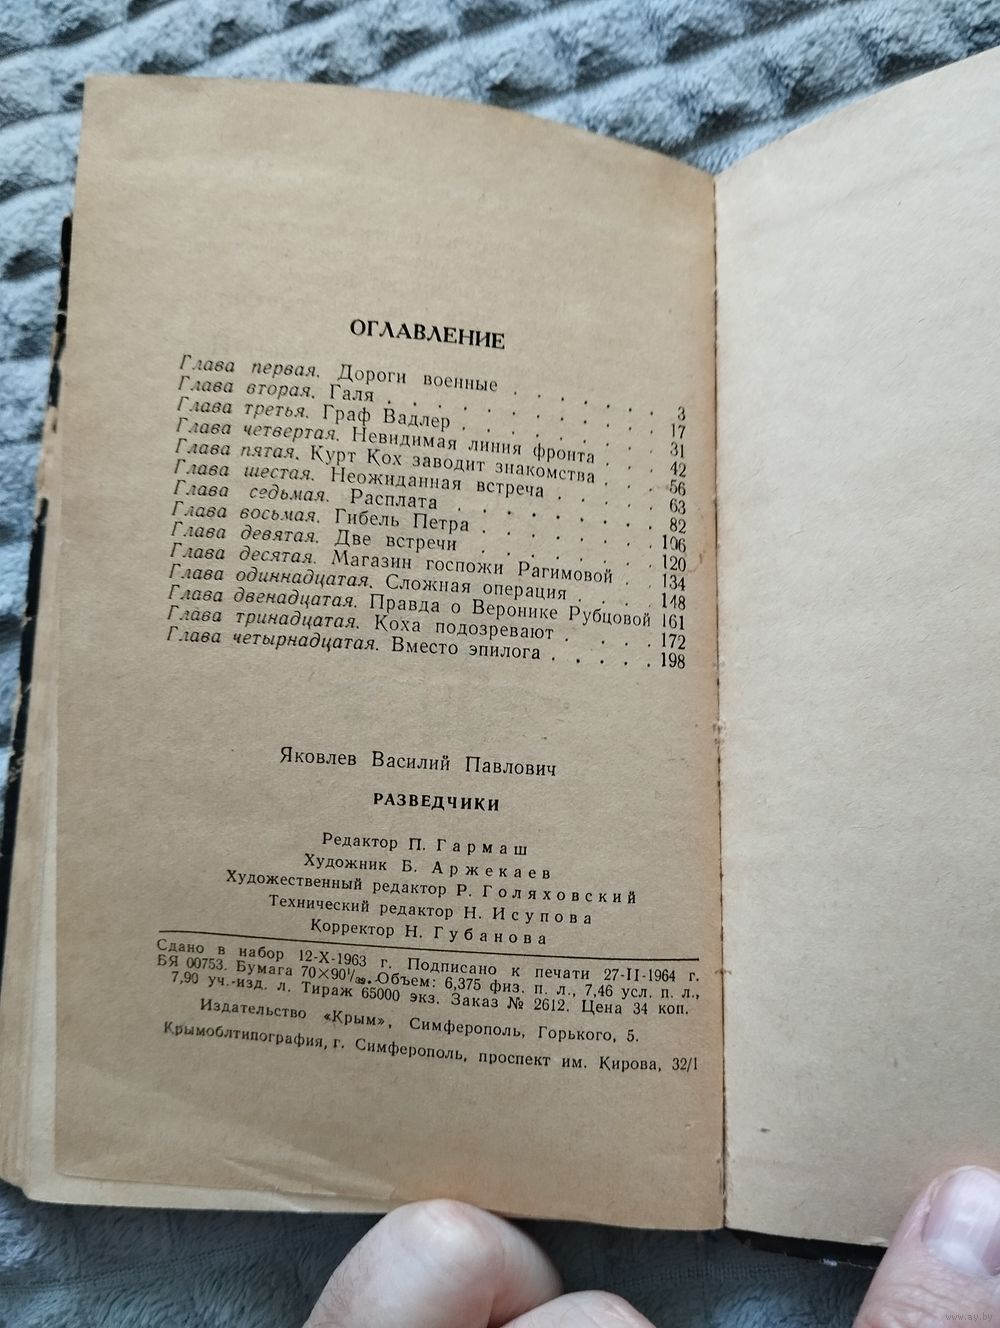 ОГЛАВЛЕНИЕ
Глава первая. Дороги военные . . . . . . . 3
Глава вторая. Галя . . . . . . . . . . 17
Глава третья. Граф Вадлер . . . . . . . . 31
Глава четвертая. Невидимая линия фронта . . . 42
Глава пятая. Курт Кох заводит знакомства . . . 56
Глава шестая. Неожиданная встреча . . . . . 63
Глава седьмая. Расплата . . . . . . . . 82
Глава восьмая. Гибель Петра . . . . . . . 106
Глава девятая. Две встречи . . . . . . . 120
Глава десятая. Магазин госпожи Рагимовой . . 134
Глава одиннадцатая. Сложная операция . . . . 148
Глава двенадцатая. Правда о Веронике Рубцовой 161
Глава тринадцатая. Коха подозревают . . . . 172
Глава четырнадцатая. Вместо эпилога . . . . . 198
Яковлев Василий Павлович
РАЗВЕДЧИКИ
Редактор П. Гармаш
Художник Б. Аржекаев
Художественный редактор Р. Голяховский
Технический редактор Н. Исупова
Корректор Н. Губанова
Сдано в набор 12-X-1963 г. Подписано к печати 27-II-1964 г.
БЯ 00753. Бумага 70×90¹/₃₂. Объем: 6,375 физ. п. л., 7,46 усл. п. л.,
7,90 уч.-изд. л. Тираж 65000 экз. Заказ № 2612. Цена 34 коп.
Издательство «Крым», Симферополь, Горького, 5.
Крымоблтипография, г. Симферополь, проспект им. Кирова, 32/1
www.ay.by